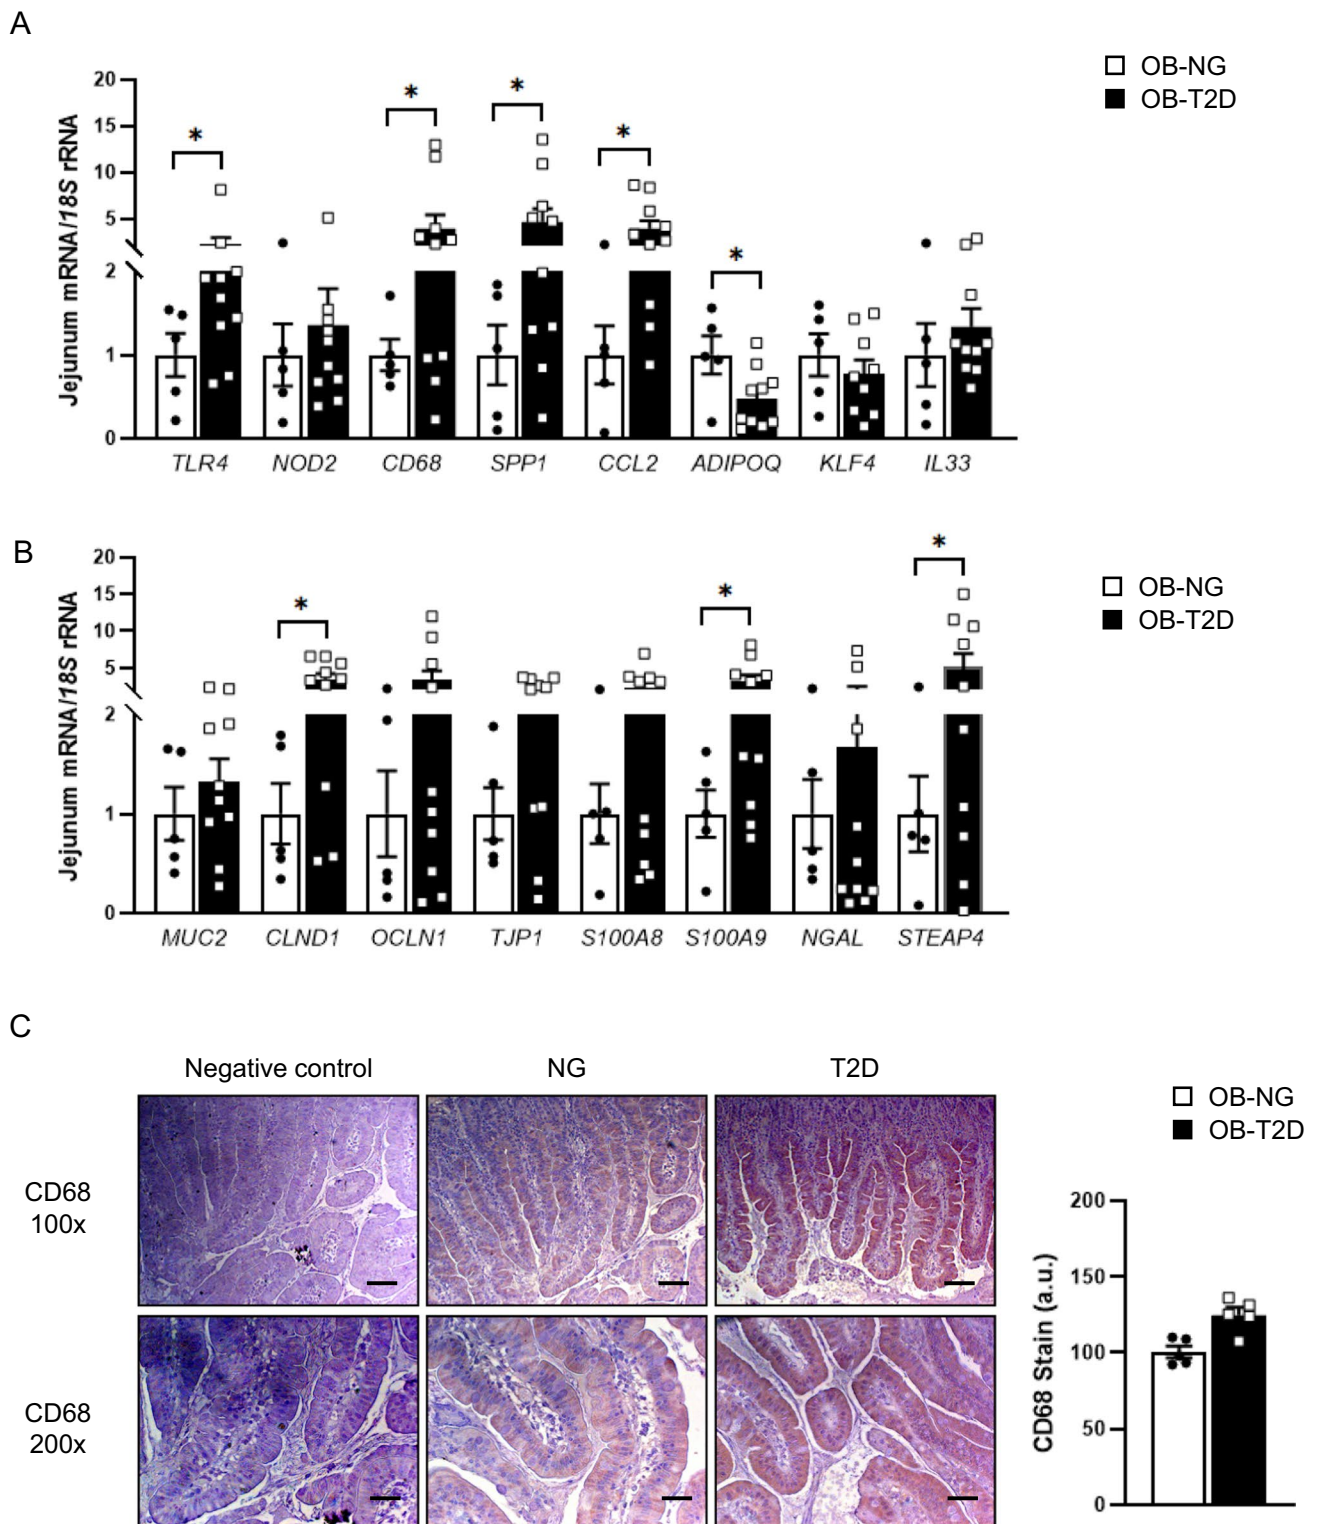 A
OB-NG
OB-T2D
Jejunum mRNA/18S rRNA
20
15
10
5
2
1
0
*
*
*
*
*
TLR4 NOD2 CD68 SPP1 CCL2 ADIPOQ KLF4 IL33
B
OB-NG
OB-T2D
Jejunum mRNA/18S rRNA
20
15
10
5
2
1
0
*
*
*
MUC2 CLND1 OCLN1 TJP1 S100A8 S100A9 NGAL STEAP4
C
Negative control NG T2D
CD68
100x
CD68
200x
OB-NG
OB-T2D
CD68 Stain (a.u.)
200
150
100
50
0